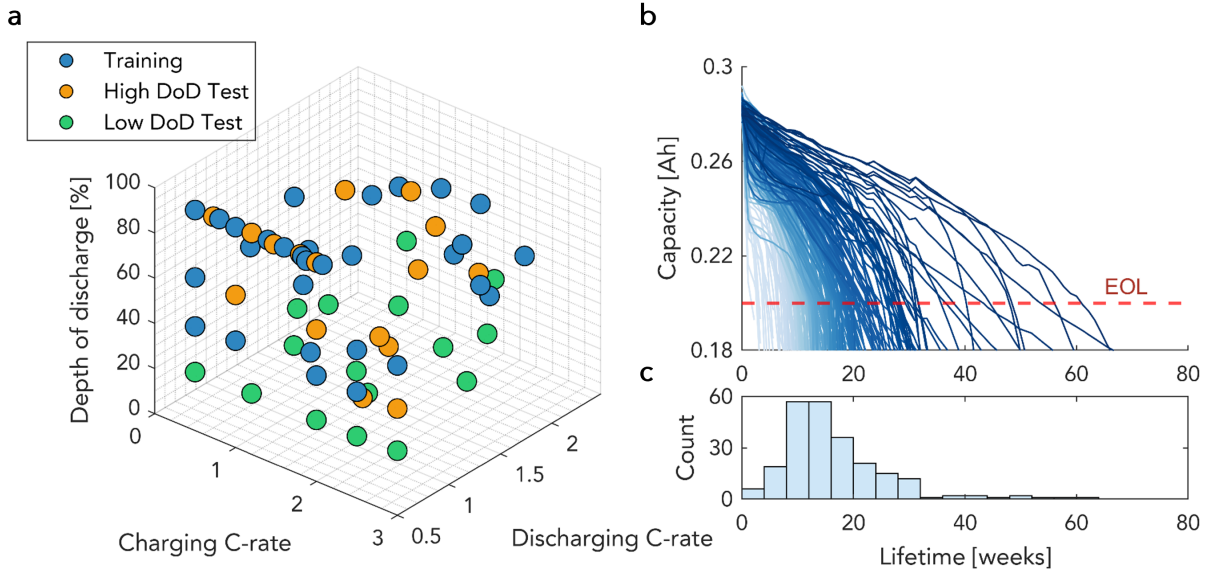 a
Training
High DoD Test
Low DoD Test
Depth of discharge [%]
100
80
60
40
20
0
0
1
2
3
Charging C-rate
0.5
1
1.5
2
Discharging C-rate
b
Capacity [Ah]
0.3
0.26
0.22
0.18
EOL
0 20 40 60 80
c
Count
60
30
0
0 20 40 60 80
Lifetime [weeks]